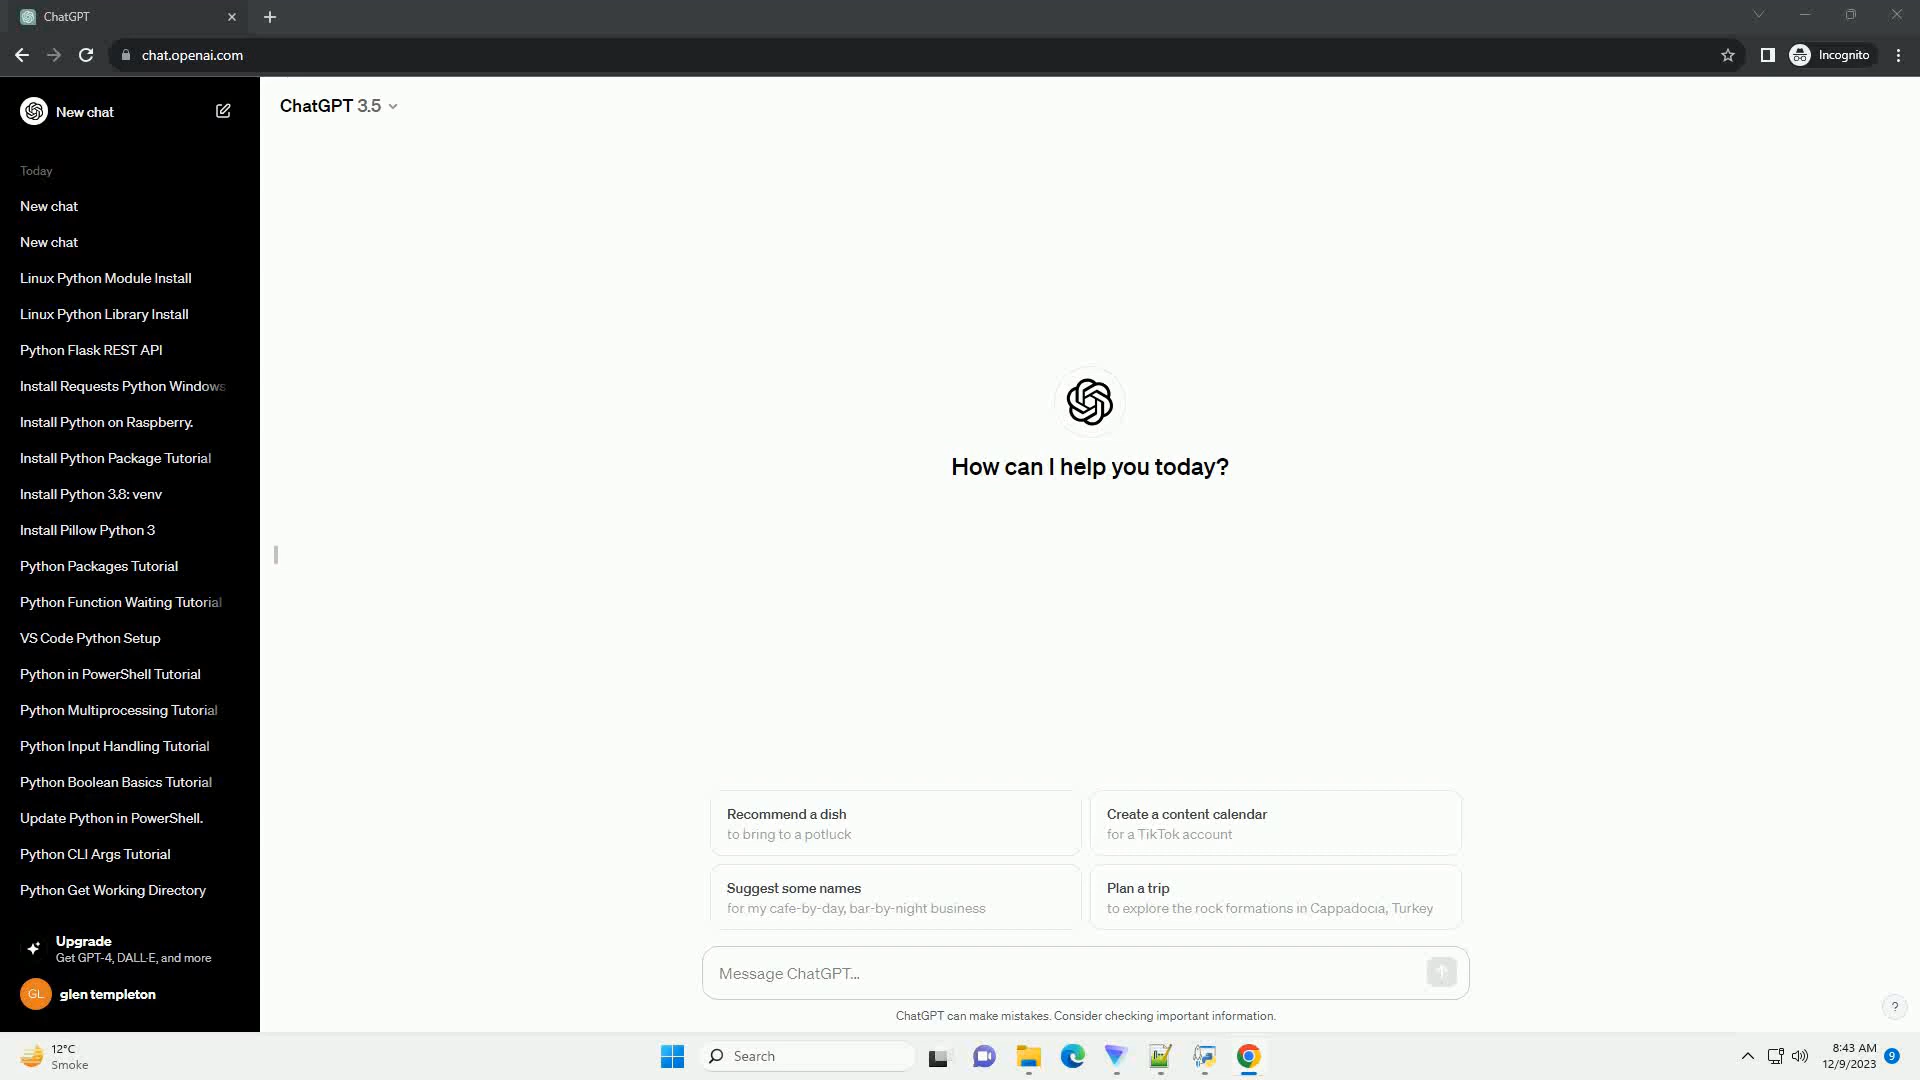 ChatGPT
chat.openai.com
Incognito
New chat
ChatGPT 3.5
Today
New chat
New chat
Linux Python Module Install
Linux Python Library Install
Python Flask REST API
Install Requests Python Windows
Install Python on Raspberry.
Install Python Package Tutorial
Install Python 3.8: venv
Install Pillow Python 3
Python Packages Tutorial
Python Function Waiting Tutorial
VS Code Python Setup
Python in PowerShell Tutorial
Python Multiprocessing Tutorial
Python Input Handling Tutorial
Python Boolean Basics Tutorial
Update Python in PowerShell.
Python CLI Args Tutorial
Python Get Working Directory
Upgrade
Get GPT-4, DALL·E, and more
GL
glen templeton
How can I help you today?
Recommend a dish
to bring to a potluck
Create a content calendar
for a TikTok account
Suggest some names
for my cafe-by-day, bar-by-night business
Plan a trip
to explore the rock formations in Cappadocia, Turkey
Message ChatGPT...
ChatGPT can make mistakes. Consider checking important information.
?
12°C
Smoke
Search
8:43 AM
12/9/2023
9